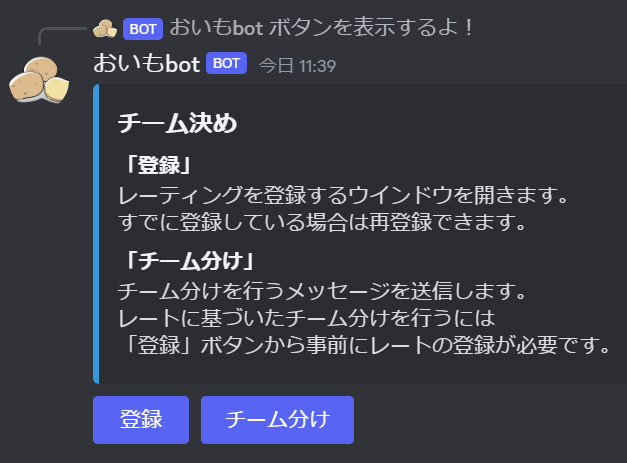 BOT おいもbot ボタンを表示するよ！
おいもbot BOT 今日 11:39
チーム決め
「登録」
レーティングを登録するウインドウを開きます。
すでに登録している場合は再登録できます。
「チーム分け」
チーム分けを行うメッセージを送信します。
レートに基づいたチーム分けを行うには
「登録」ボタンから事前にレートの登録が必要です。
登録 チーム分け